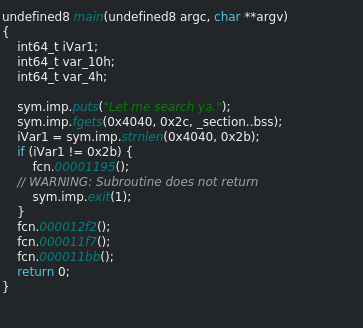 undefined8 main(undefined8 argc, char **argv)
{
    int64_t iVar1;
    int64_t var_10h;
    int64_t var_4h;

    sym.imp.puts("Let me search ya.");
    sym.imp.fgets(0x4040, 0x2c, _section..bss);
    iVar1 = sym.imp.strnlen(0x4040, 0x2b);
    if (iVar1 != 0x2b) {
        fcn.00001195();
    // WARNING: Subroutine does not return
        sym.imp.exit(1);
    }
    fcn.000012f2();
    fcn.000011f7();
    fcn.000011bb();
    return 0;
}